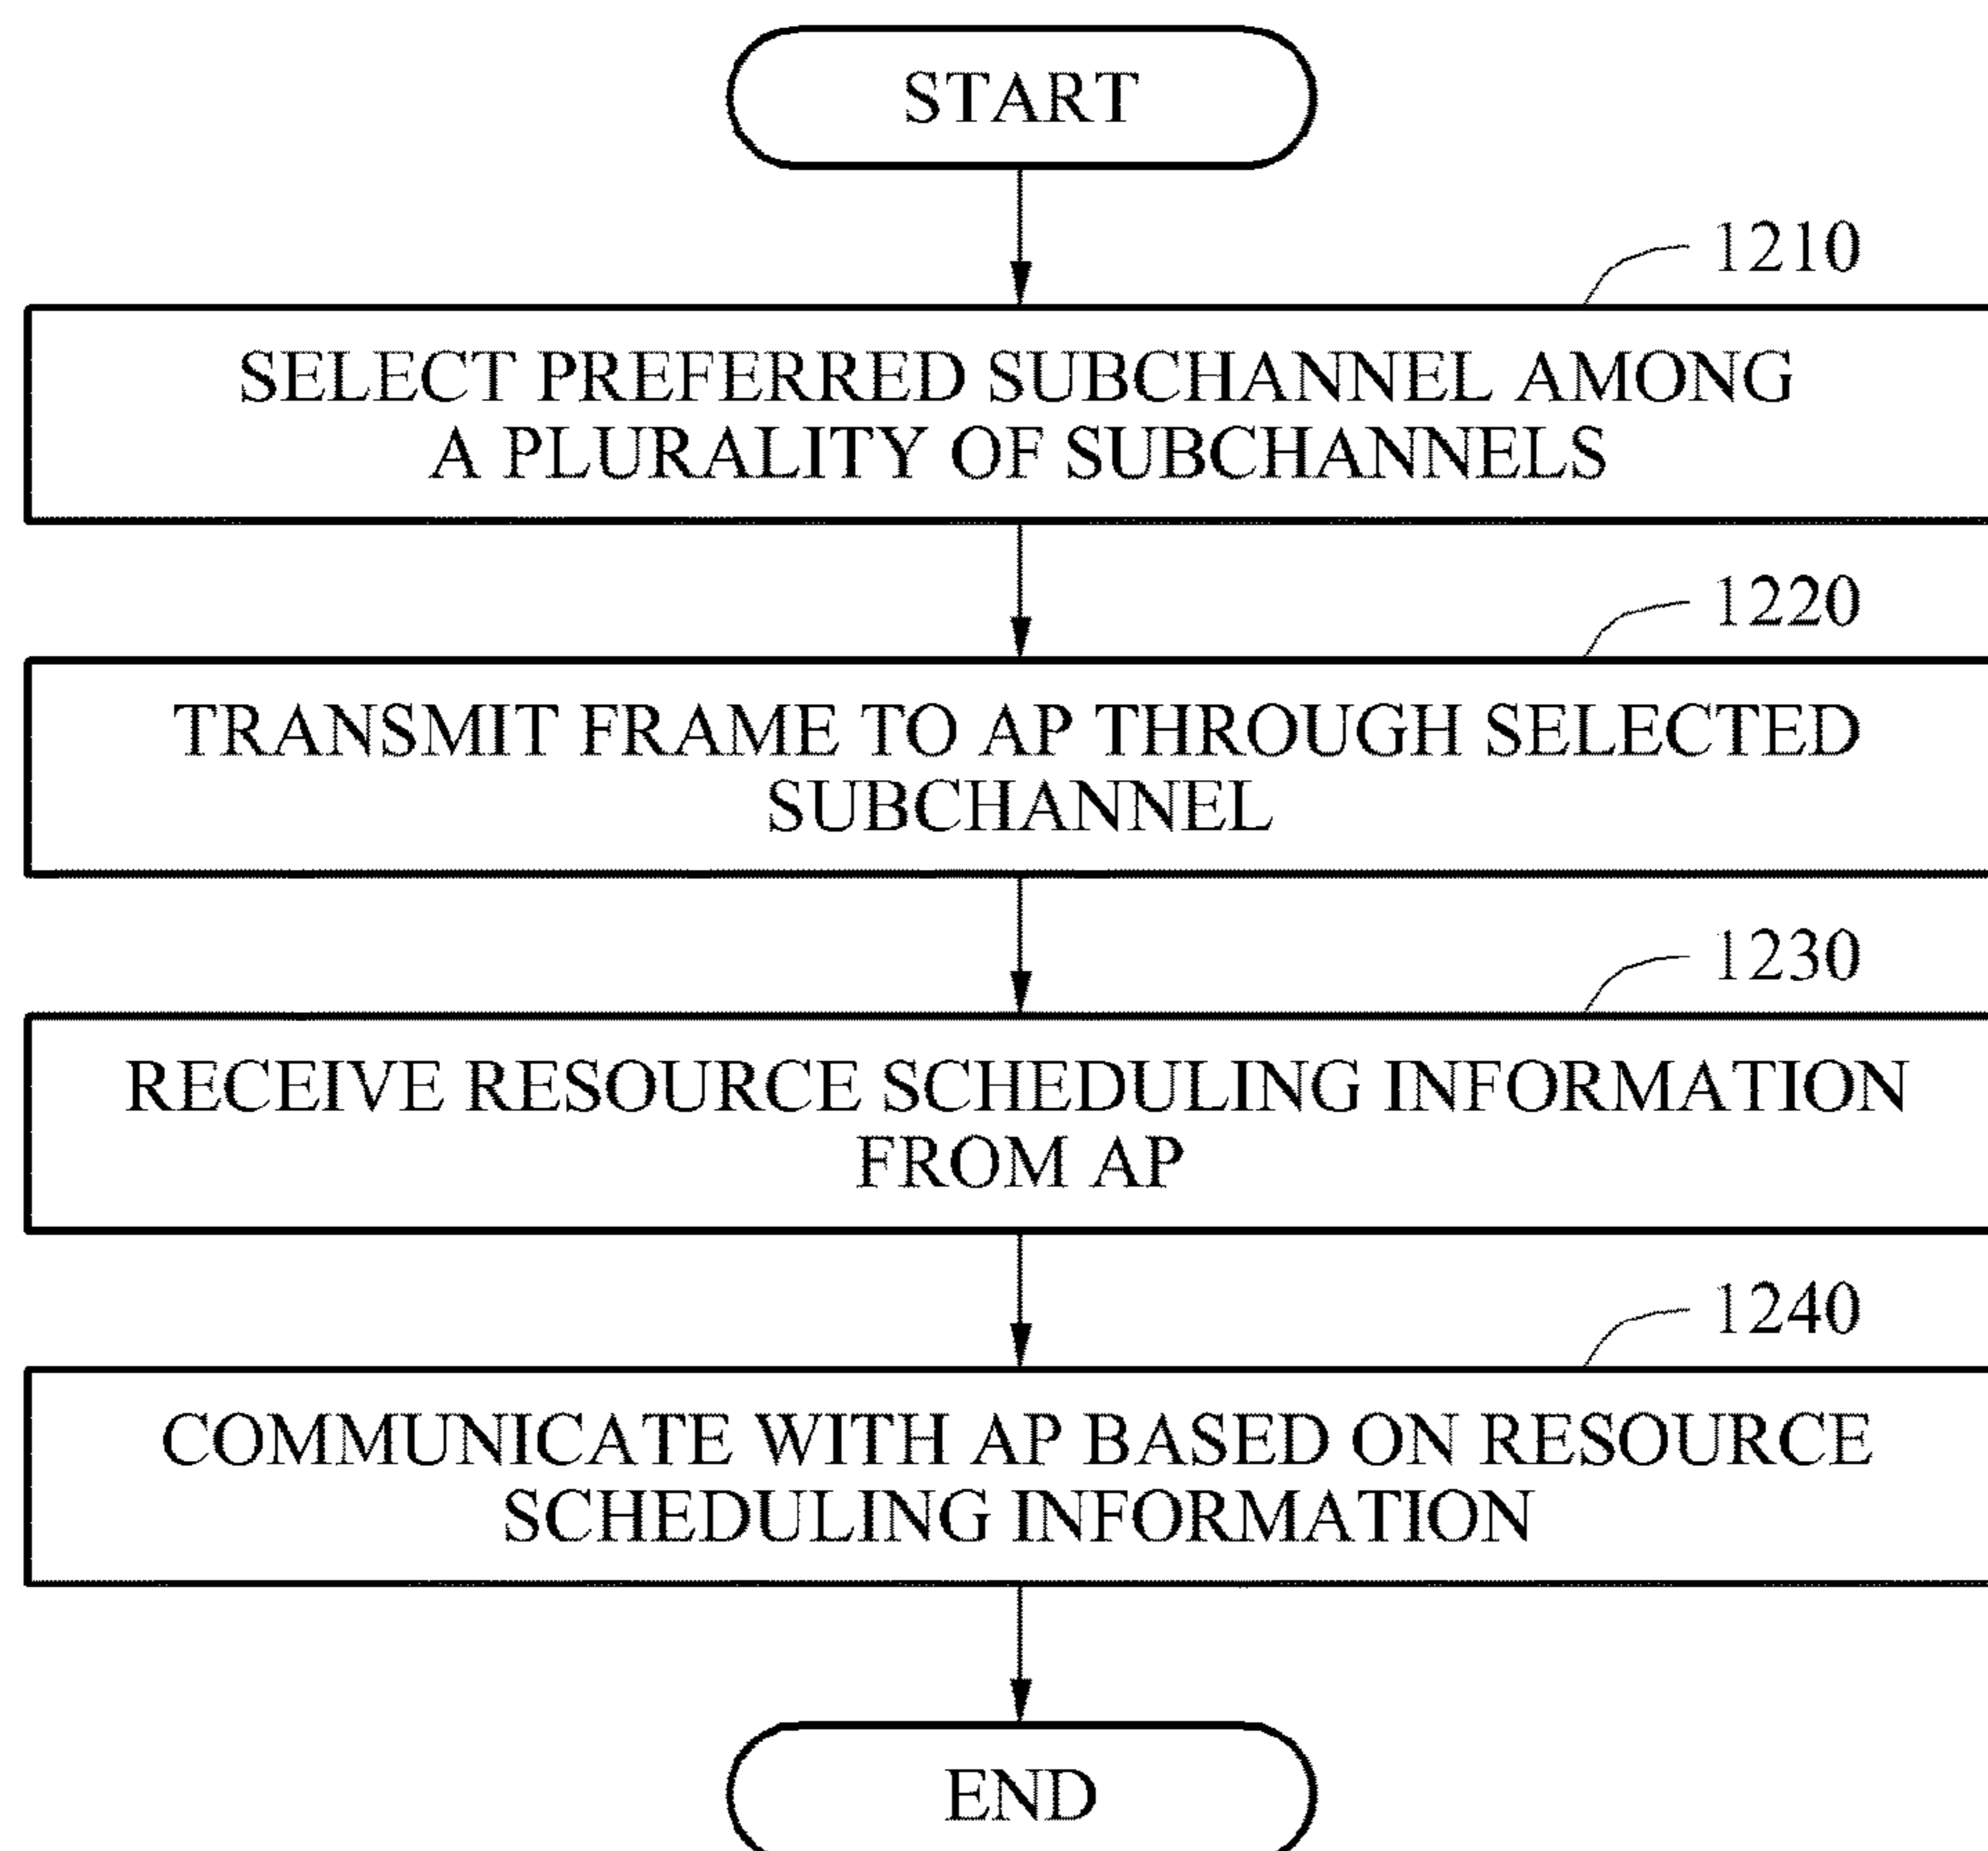 START
1210
SELECT PREFERRED SUBCHANNEL AMONG
A PLURALITY OF SUBCHANNELS
1220
TRANSMIT FRAME TO AP THROUGH SELECTED
SUBCHANNEL
1230
RECEIVE RESOURCE SCHEDULING INFORMATION
FROM AP
1240
COMMUNICATE WITH AP BASED ON RESOURCE
SCHEDULING INFORMATION
END